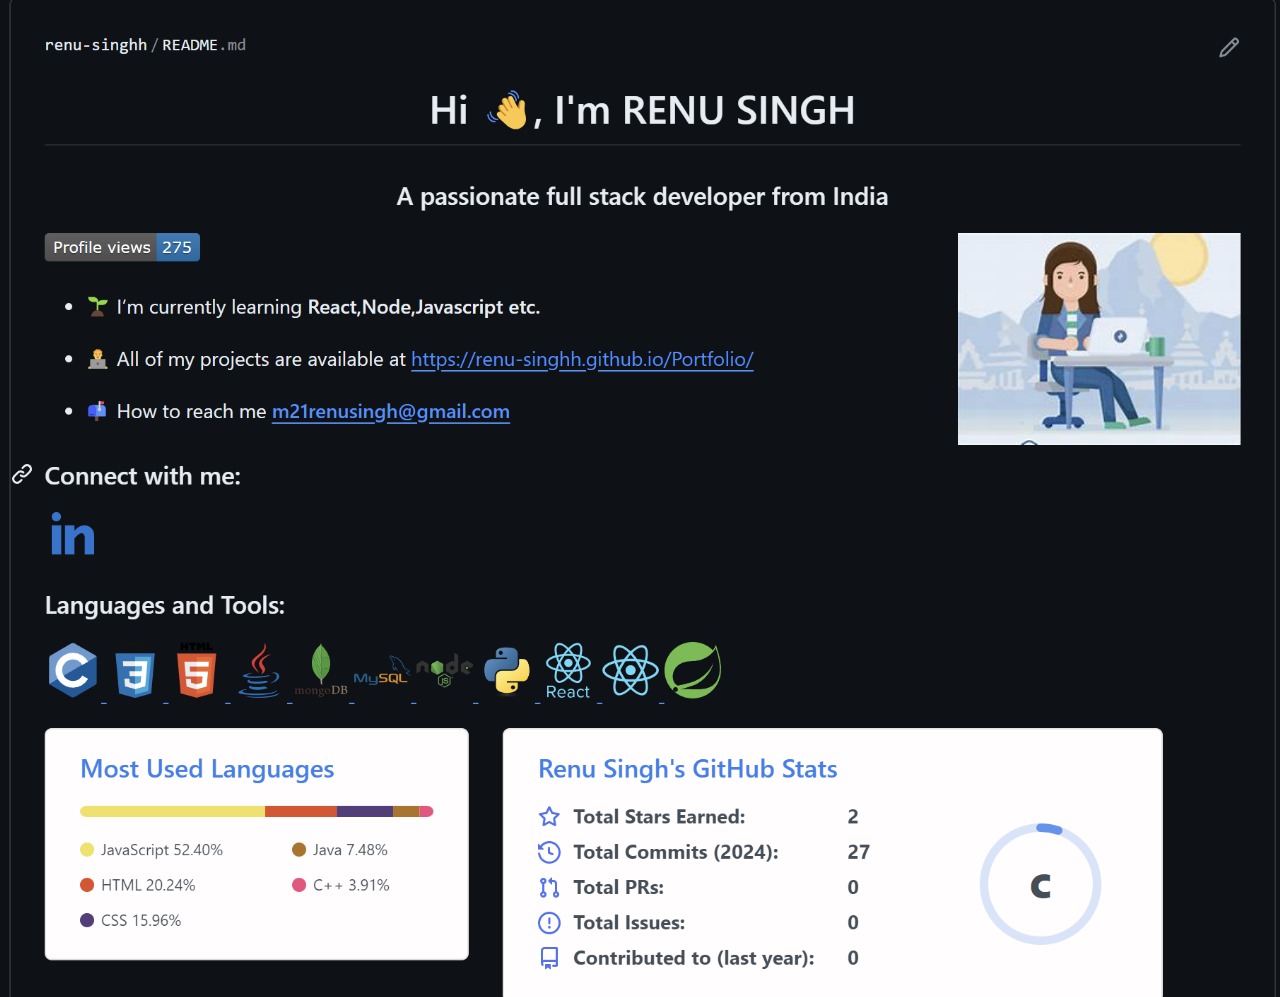 renu-singhh / README.md
Hi 👋, I'm RENU SINGH
A passionate full stack developer from India
Profile views 275
• 🌱 I’m currently learning React,Node,Javascript etc.
• 👨‍💻 All of my projects are available at https://renu-singhh.github.io/Portfolio/
• 📫 How to reach me m21renusingh@gmail.com
Connect with me:
in
Languages and Tools:
C 3 HTML 5 mongoDB MySQL node JS React
Most Used Languages
JavaScript 52.40%
Java 7.48%
HTML 20.24%
C++ 3.91%
CSS 15.96%
Renu Singh's GitHub Stats
Total Stars Earned: 2
Total Commits (2024): 27
Total PRs: 0
Total Issues: 0
Contributed to (last year): 0
C